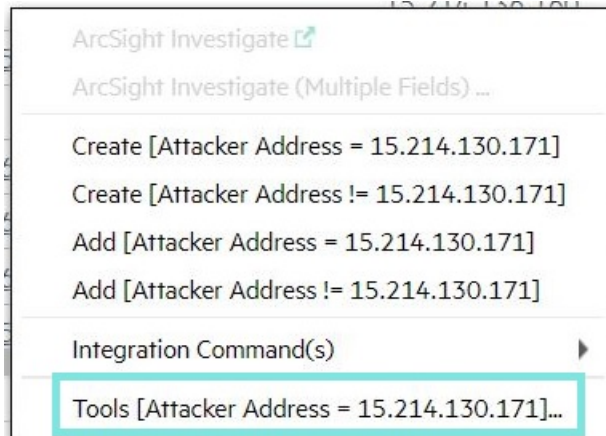 ArcSight Investigate
ArcSight Investigate (Multiple Fields) ...
Create [Attacker Address = 15.214.130.171]
Create [Attacker Address != 15.214.130.171]
Add [Attacker Address = 15.214.130.171]
Add [Attacker Address != 15.214.130.171]
Integration Command(s)
Tools [Attacker Address = 15.214.130.171]...